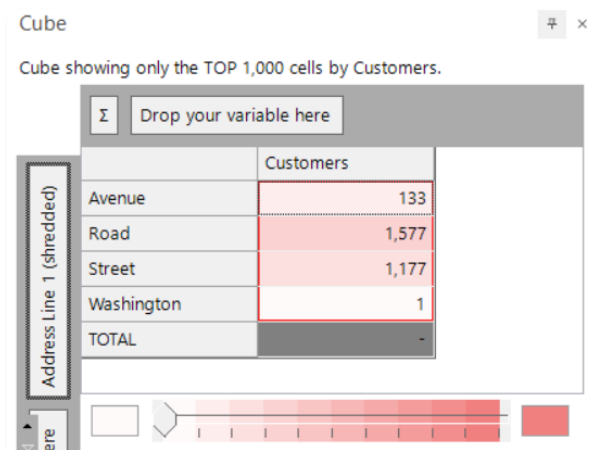 Cube
Cube showing only the TOP 1,000 cells by Customers.
Σ Drop your variable here
Customers
Avenue 133
Road 1,577
Street 1,177
Washington 1
TOTAL -
Address Line 1 (shredded)
ere